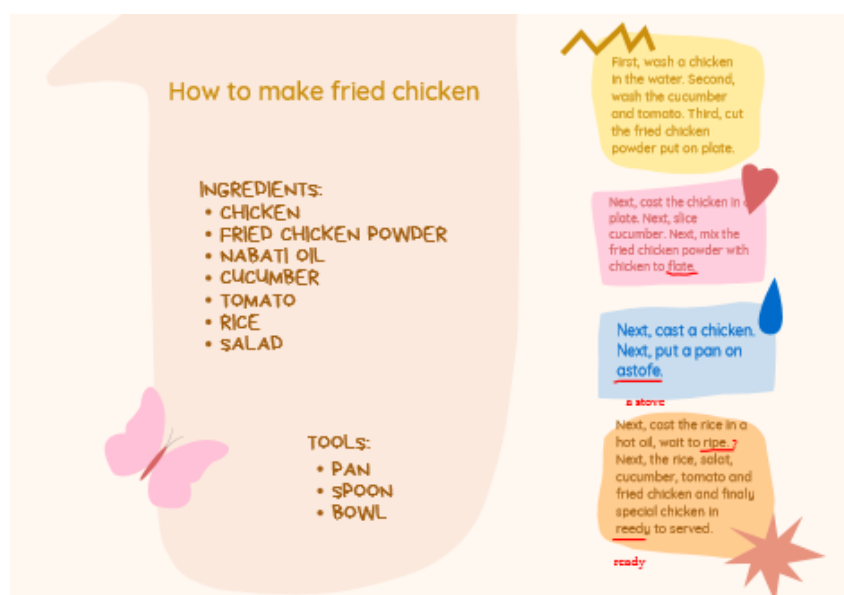 How to make fried chicken
INGREDIENTS:
• CHICKEN
• FRIED CHICKEN POWDER
• NABATI OIL
• CUCUMBER
• TOMATO
• RICE
• SALAD
TOOLS:
• PAN
• SPOON
• BOWL
First, wash a chicken
in the water. Second,
wash the cucumber
and tomato. Third, cut
the fried chicken
powder put on plate.
Next, cast the chicken in
plate. Next, slice
cucumber. Next, mix the
fried chicken powder with
chicken to flate.
Next, cast a chicken.
Next, put a pan on
astofe.
a stove
Next, cast the rice in a
hot oil, wait to ripe. ?
Next, the rice, salat,
cucumber, tomato and
fried chicken and finaly
special chicken in
reedy to served.
ready